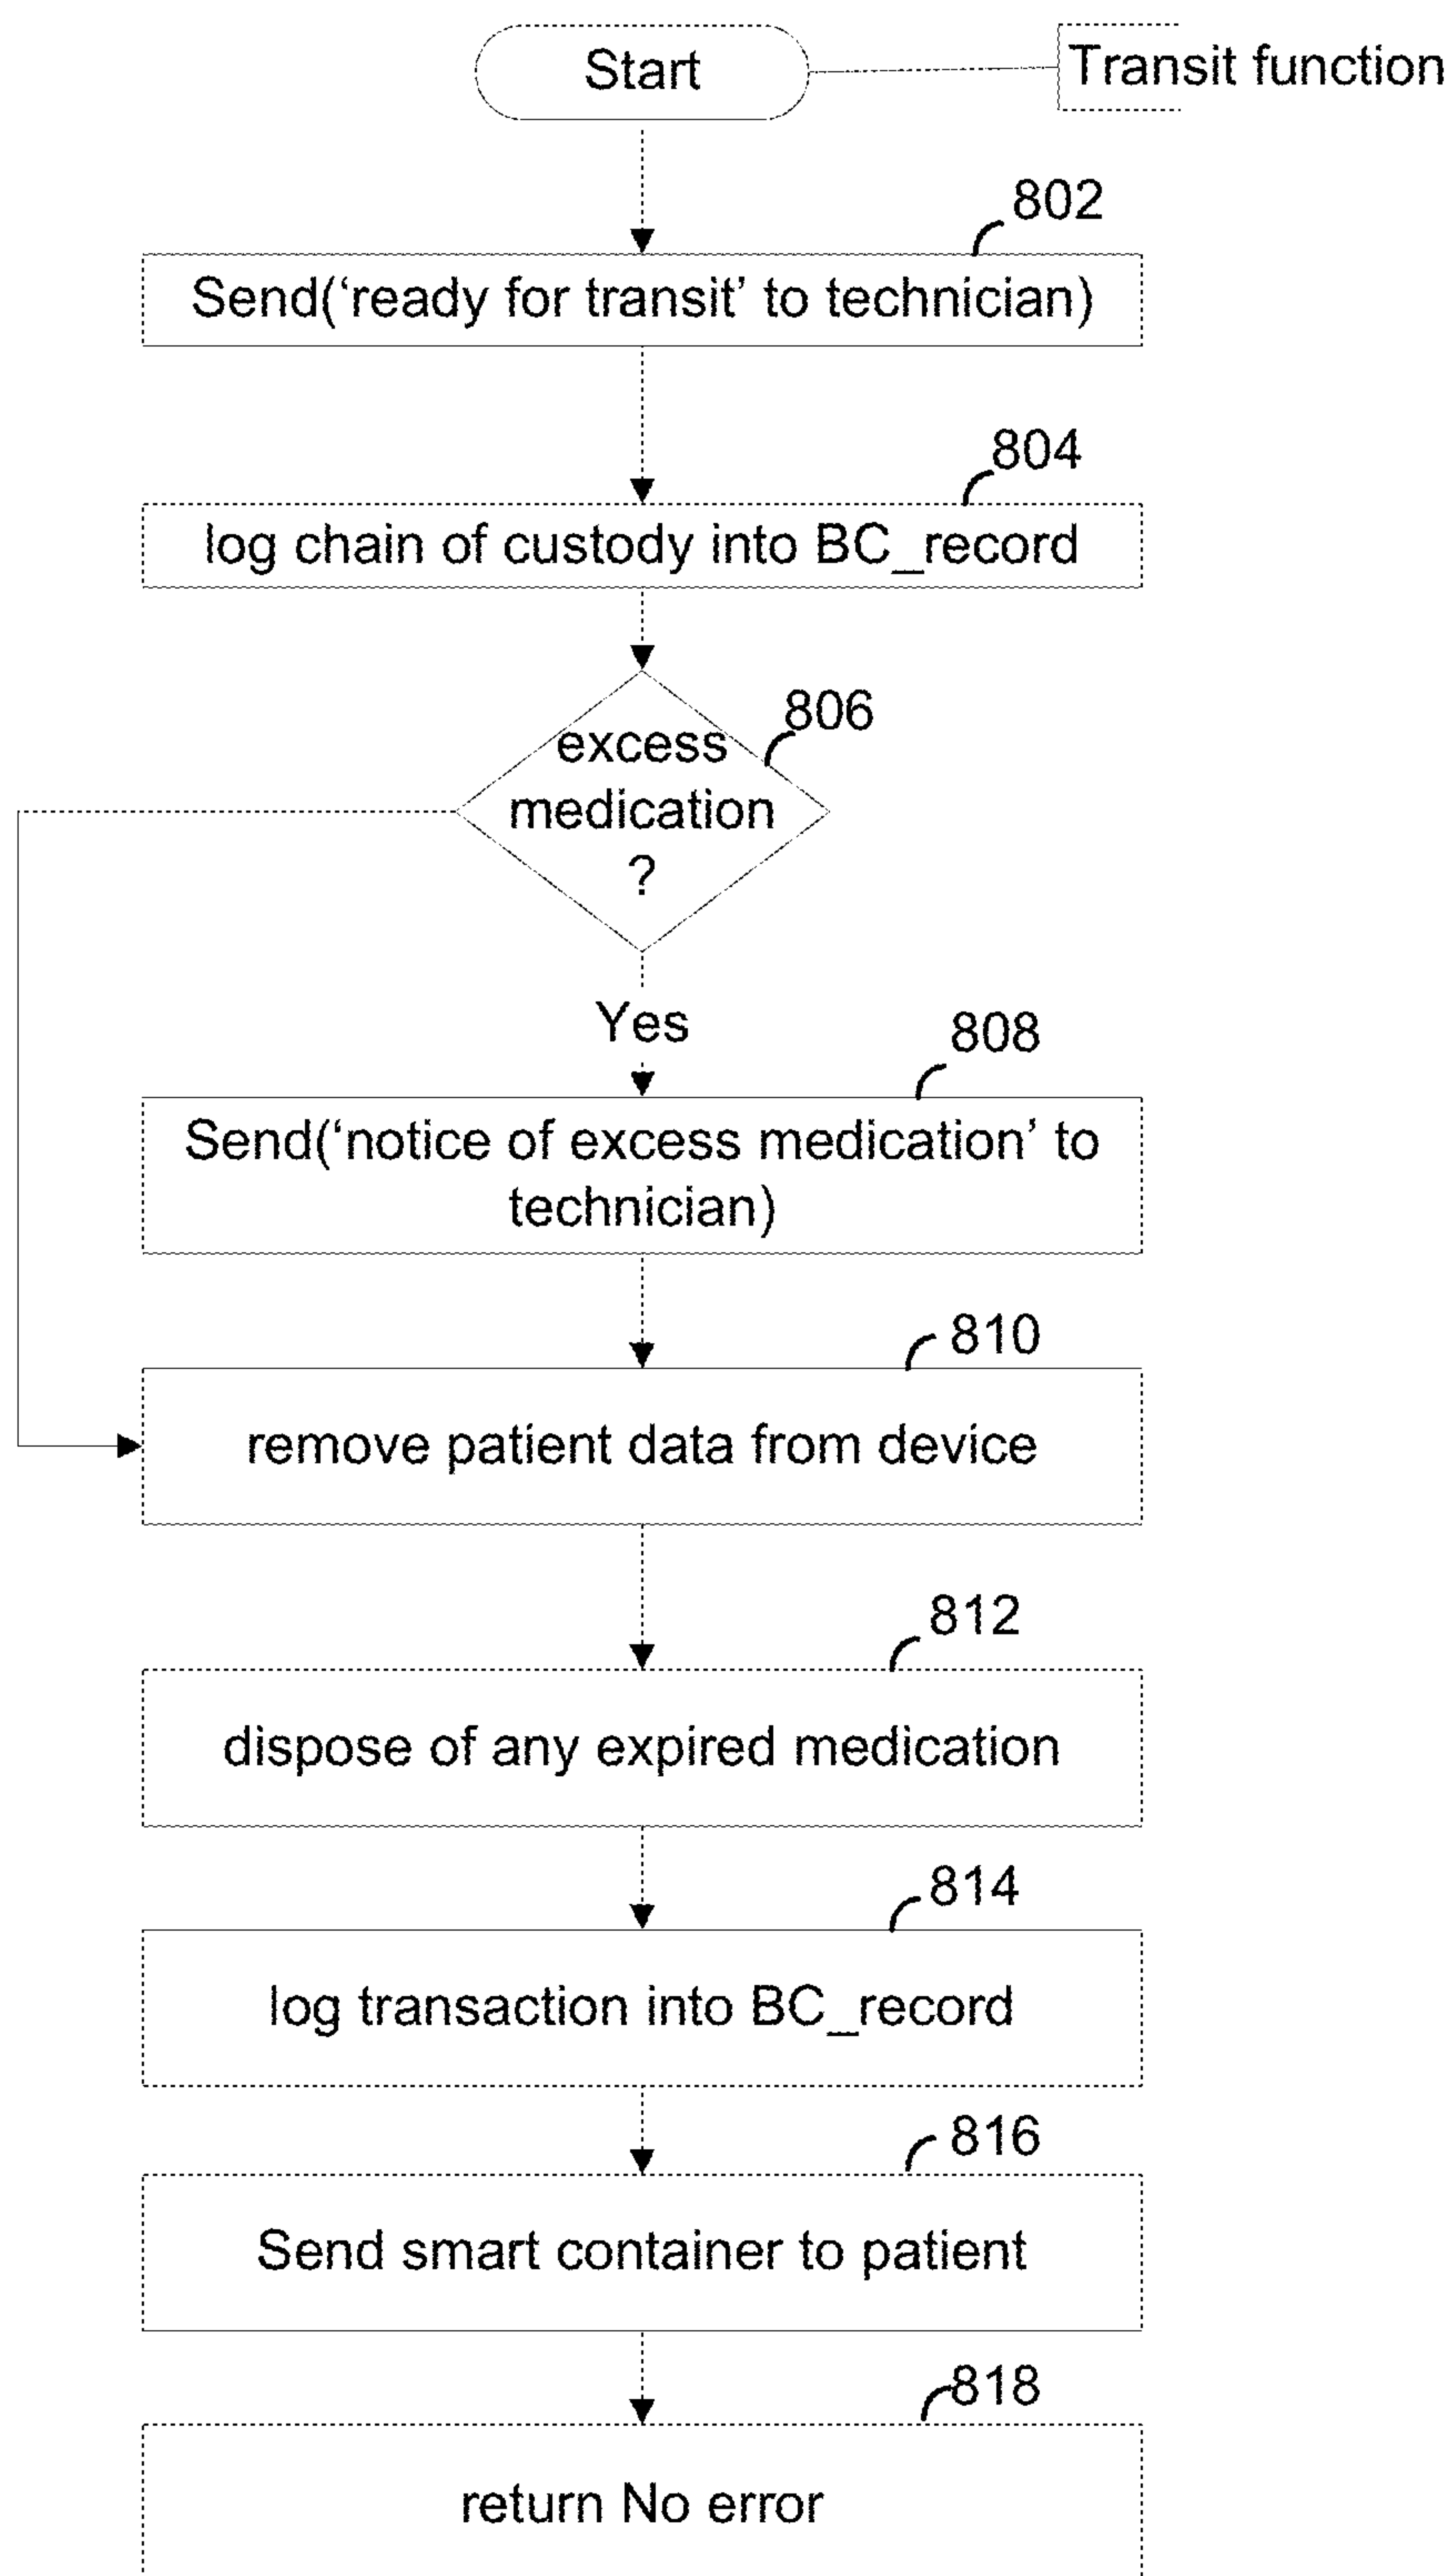 Start
Transit function
802
Send(‘ready for transit’ to technician)
804
log chain of custody into BC_record
806
excess
medication
?
Yes
808
Send(‘notice of excess medication’ to
technician)
810
remove patient data from device
812
dispose of any expired medication
814
log transaction into BC_record
816
Send smart container to patient
818
return No error